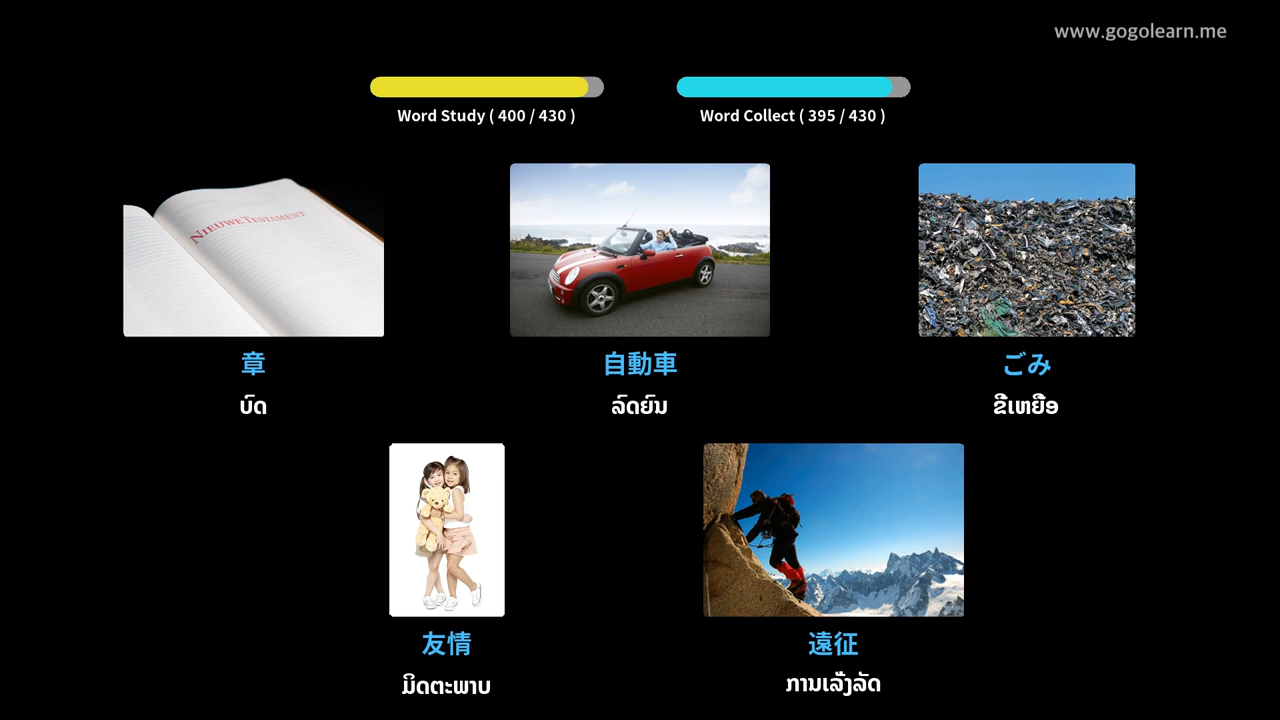 www.gogolearn.me
Word Study ( 400 / 430 )
Word Collect ( 395 / 430 )
NIEUWE TESTAMENT
章
ບົດ
自動車
ລົດຍົນ
ごみ
ຂີ້ເຫຍື້ອ
友情
ມິດຕະພາບ
遠征
ການເລັ່ງລັດ